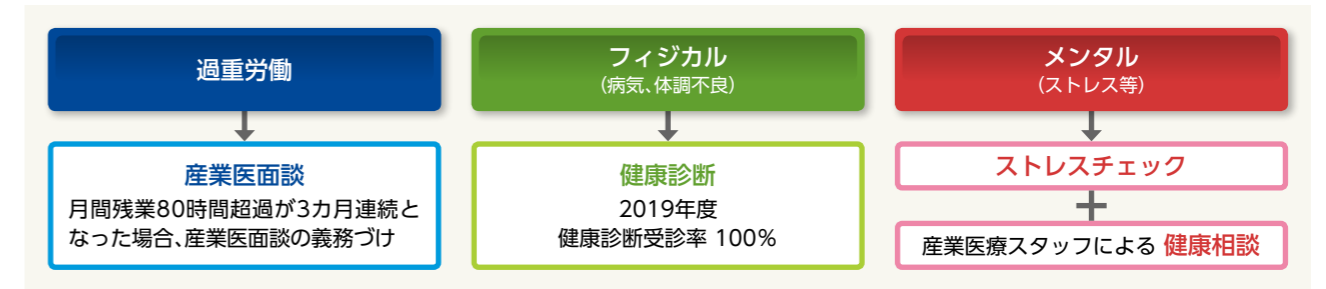 過重労働
産業医面談
月間残業80時間超過が3カ月連続と
なった場合、産業医面談の義務づけ
フィジカル
(病気、体調不良)
健康診断
2019年度
健康診断受診率 100%
メンタル
(ストレス等)
ストレスチェック
+
産業医療スタッフによる 健康相談